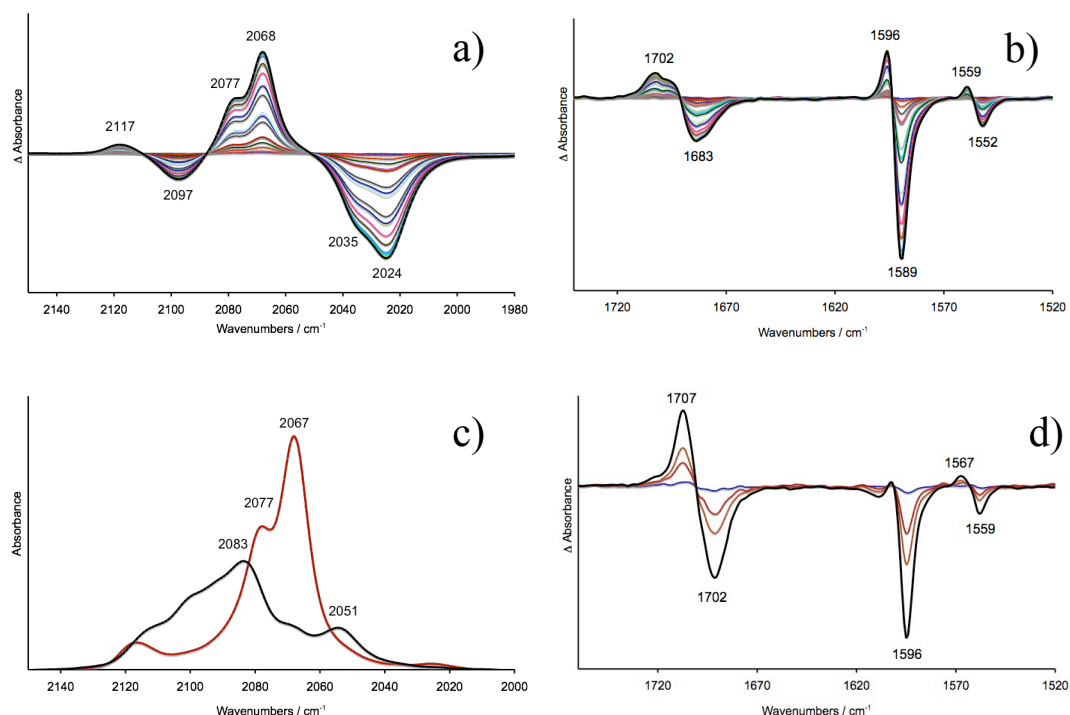 a)
2068
2077
2117
2097
2035
2024
Δ Absorbance
2140 2120 2100 2080 2060 2040 2020 2000 1980
Wavenumbers / cm⁻¹
b)
1596
1702
1559
1683
1552
1589
Δ Absorbance
1720 1670 1620 1570 1520
Wavenumbers / cm⁻¹
c)
2067
2077
2083
2051
Absorbance
2140 2120 2100 2080 2060 2040 2020 2000
Wavenumbers / cm⁻¹
d)
1707
1567
1559
1702
1596
Δ Absorbance
1720 1670 1620 1570 1520
Wavenumbers / cm⁻¹